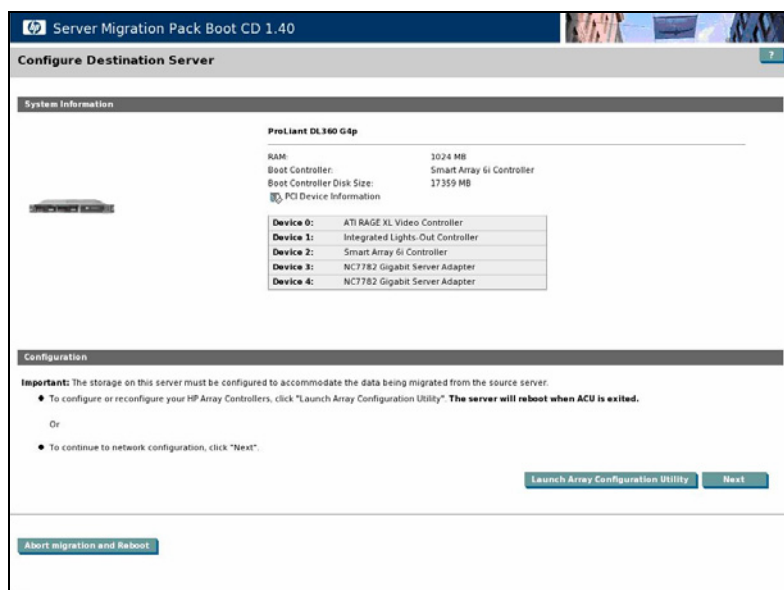 hp Server Migration Pack Boot CD 1.40
Configure Destination Server
?
System Information
ProLiant DL360 G4p
RAM: 1024 MB
Boot Controller: Smart Array 6i Controller
Boot Controller Disk Size: 17359 MB
PCI Device Information
Device 0: ATI RAGE XL Video Controller
Device 1: Integrated Lights-Out Controller
Device 2: Smart Array 6i Controller
Device 3: NC7782 Gigabit Server Adapter
Device 4: NC7782 Gigabit Server Adapter
Configuration
Important: The storage on this server must be configured to accommodate the data being migrated from the source server.
To configure or reconfigure your HP Array Controllers, click "Launch Array Configuration Utility". The server will reboot when ACU is exited.
Or
To continue to network configuration, click "Next".
Launch Array Configuration Utility Next
Abort migration and Reboot